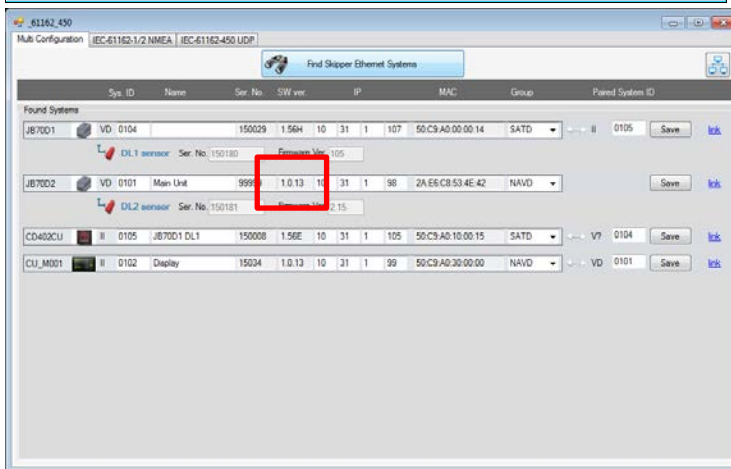 _61162_450
Multi Configuration IEC-61162-1/2 NMEA IEC-61162-450 UDP
Find Skipper Ethernet Systems
Sys. ID Name Ser. No. SW ver. IP MAC Group Paired System ID
Found Systems
JB70D1 VD 0104 150029 1.56H 10 31 1 107 50:C9:A0:00:00:14 SATD II 0105 Save link
DL1 sensor Ser. No. 150180 Firmware Ver. 105
JB70D2 VD 0101 Main Unit 1.0.13 10 31 1 98 2A:E6:C8:53:4E:42 NAVD Save link
DL2 sensor Ser. No. 150181 2.15
CD402CU II 0105 JB70D1 DL1 150008 1.56E 10 31 1 105 50:C9:A0:10:00:15 SATD V? 0104 Save link
CU_M001 II 0102 Display 15034 1.0.13 10 31 1 99 50:C9:A0:30:00:00 NAVD VD 0101 Save link